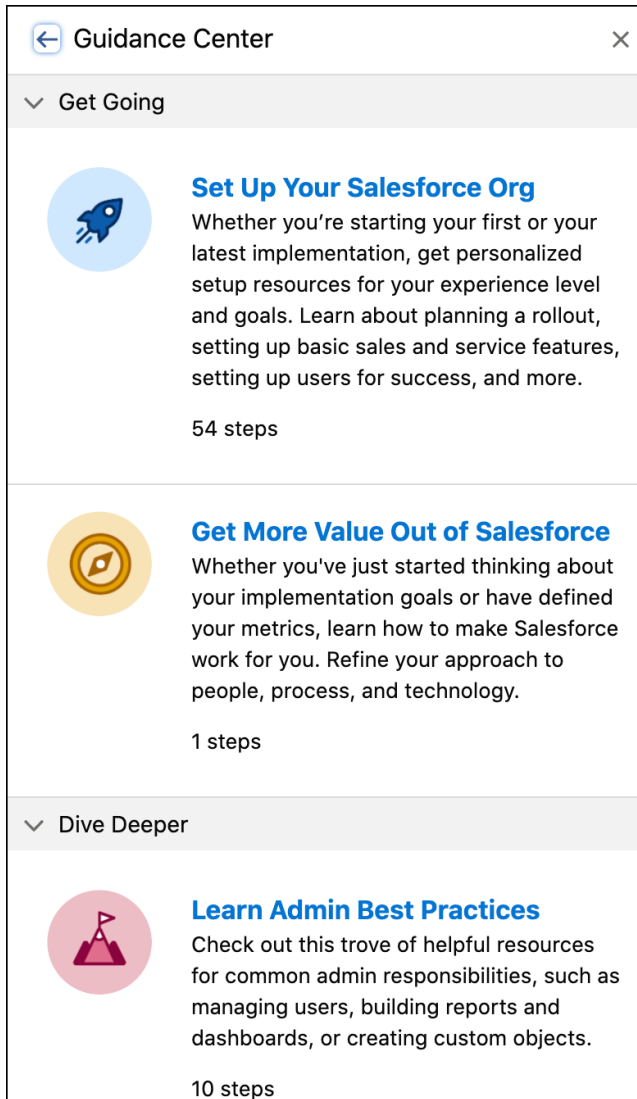 Guidance Center
Get Going
Set Up Your Salesforce Org
Whether you’re starting your first or your
latest implementation, get personalized
setup resources for your experience level
and goals. Learn about planning a rollout,
setting up basic sales and service features,
setting up users for success, and more.
54 steps
Get More Value Out of Salesforce
Whether you've just started thinking about
your implementation goals or have defined
your metrics, learn how to make Salesforce
work for you. Refine your approach to
people, process, and technology.
1 steps
Dive Deeper
Learn Admin Best Practices
Check out this trove of helpful resources
for common admin responsibilities, such as
managing users, building reports and
dashboards, or creating custom objects.
10 steps